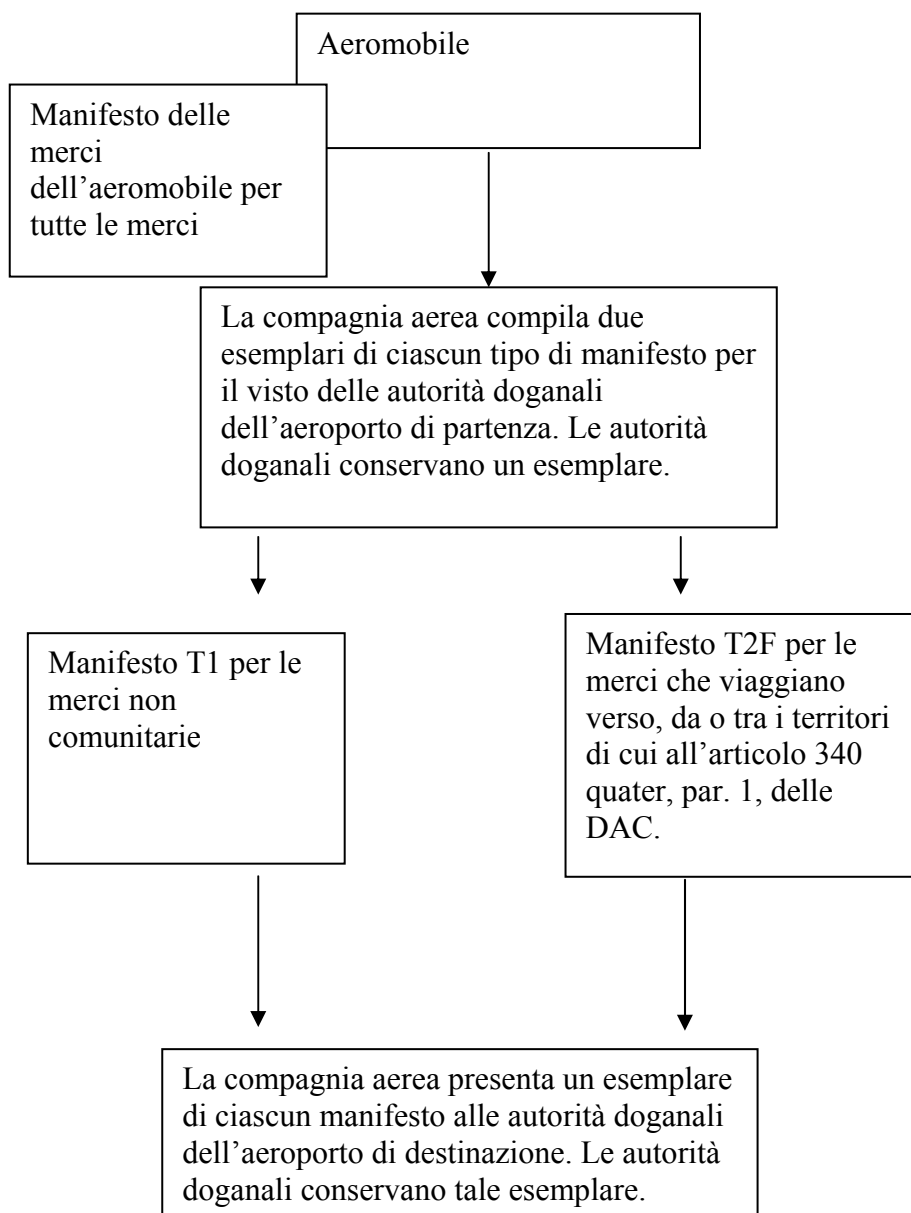 Aeromobile
Manifesto delle
merci
dell’aeromobile per
tutte le merci
La compagnia aerea compila due
esemplari di ciascun tipo di manifesto per
il visto delle autorità doganali
dell’aeroporto di partenza. Le autorità
doganali conservano un esemplare.
Manifesto T1 per le
merci non
comunitarie
Manifesto T2F per le
merci che viaggiano
verso, da o tra i territori
di cui all’articolo 340
quater, par. 1, delle
DAC.
La compagnia aerea presenta un esemplare
di ciascun manifesto alle autorità doganali
dell’aeroporto di destinazione. Le autorità
doganali conservano tale esemplare.